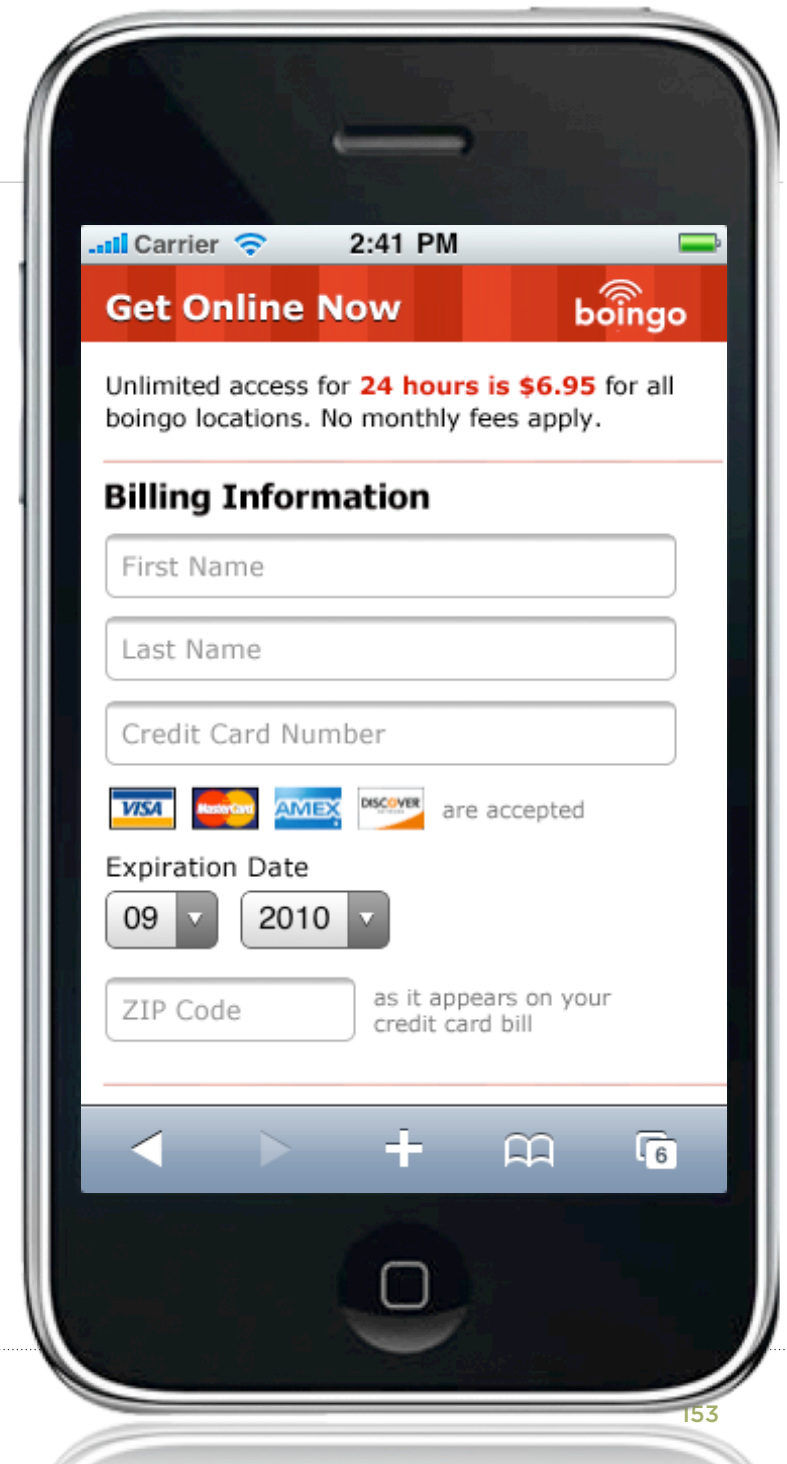 Carrier 2:41 PM
Get Online Now boingo
Unlimited access for 24 hours is $6.95 for all
boingo locations. No monthly fees apply.
Billing Information
First Name
Last Name
Credit Card Number
VISA MasterCard AMEX DISCOVER are accepted
Expiration Date
09 2010
ZIP Code as it appears on your
credit card bill
6
153